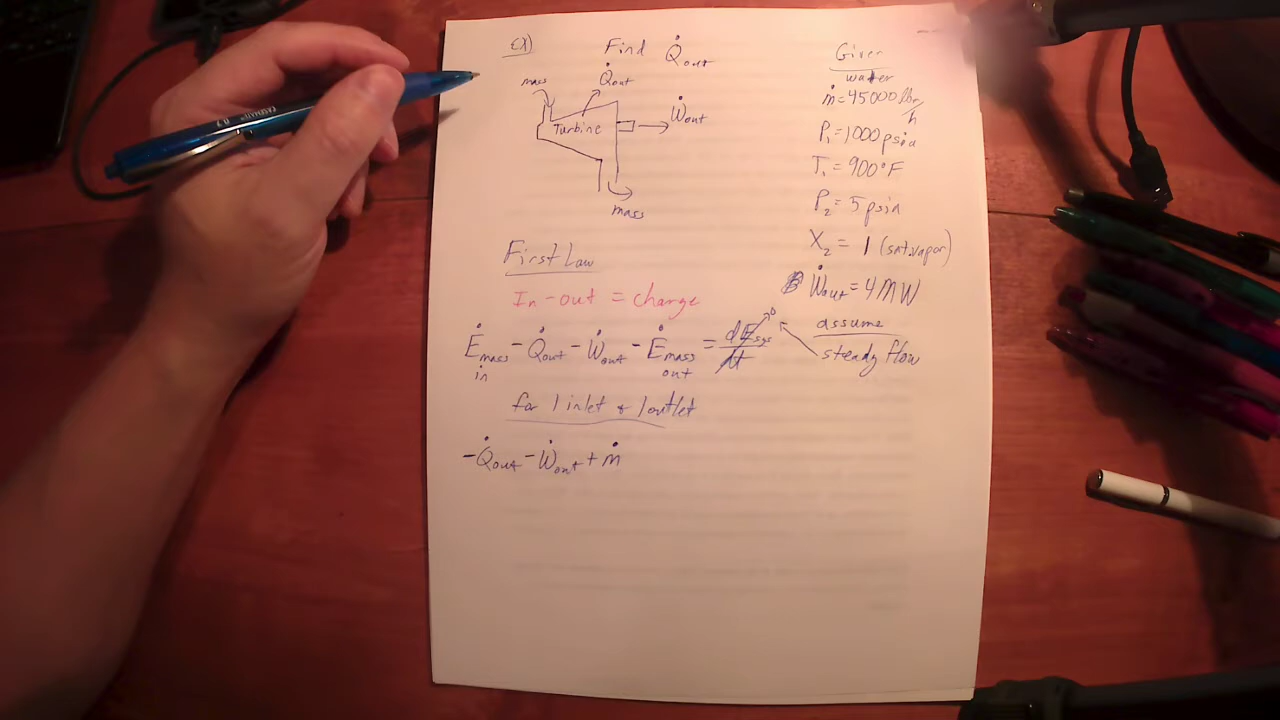 EX)
Find Q̇out
mass
Q̇out
Turbine
Ẇout
mass
Given
water
ṁ = 45000 lbm/h
P₁ = 1000 psia
T₁ = 900°F
P₂ = 5 psia
X₂ = 1 (sat. vapor)
Ẇout = 4 MW
assume
steady flow
First Law
In - out = change
Ėmass in - Q̇out - Ẇout - Ėmass out = dEsys/dt 0
for 1 inlet & 1 outlet
-Q̇out - Ẇout + ṁ